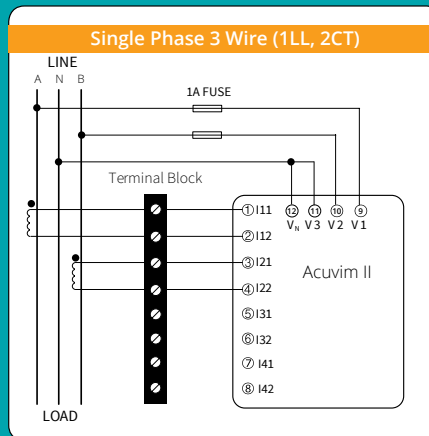 Single Phase 3 Wire (1LL, 2CT)
LINE
A N B
1A FUSE
Terminal Block
① I11
② I12
③ I21
④ I22
⑤ I31
⑥ I32
⑦ I41
⑧ I42
⑫ ⑪ ⑩ ⑨
VN V3 V2 V1
Acuvim II
LOAD